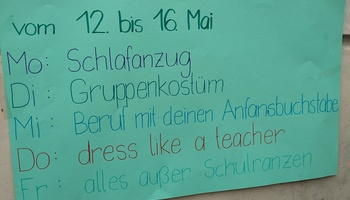 vom 12. bis 16. Mai
Mo: Schlafanzug
Di: Gruppenkostüm
Mi: Beruf mit deinen Anfansbuchstabe
Do: dress like a teacher
Fr: alles außer Schulranzen